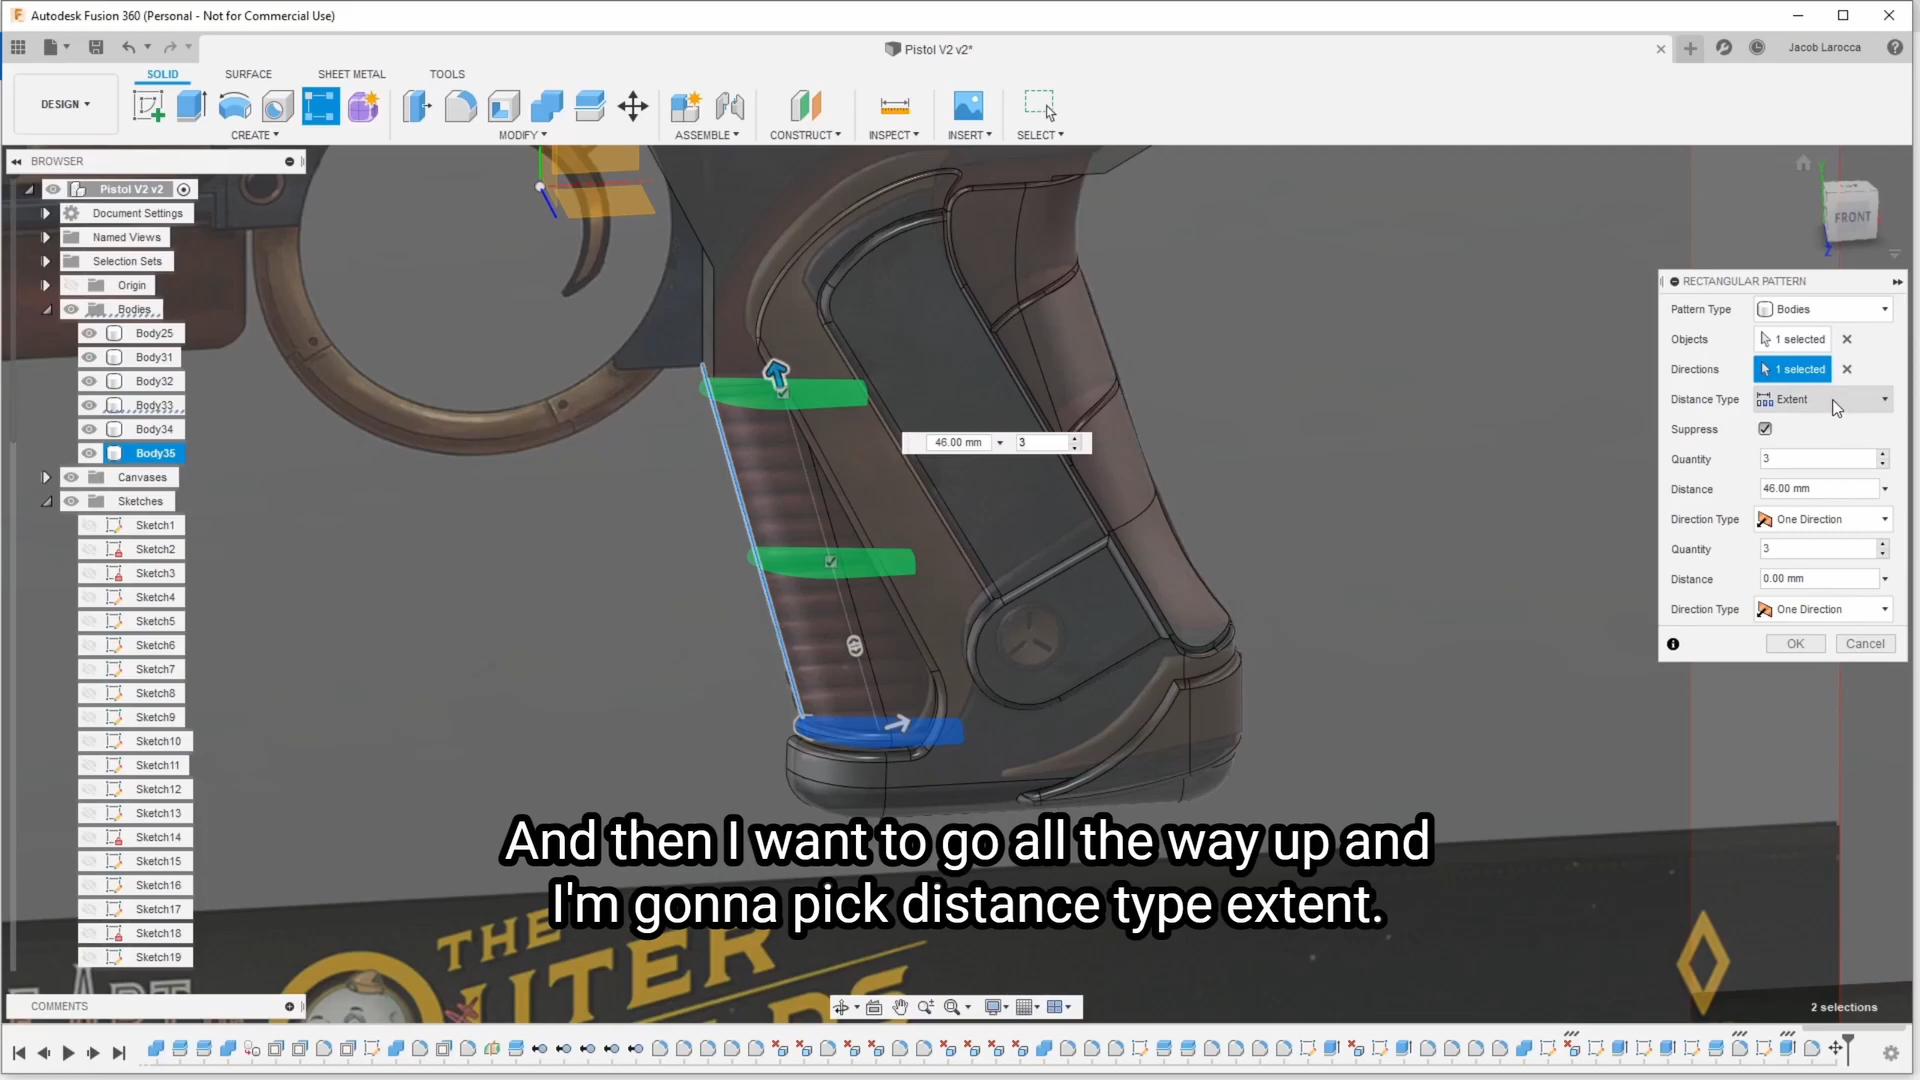 Autodesk Fusion 360 (Personal - Not for Commercial Use)
Pistol V2 v2*
Jacob Larocca
SOLID
SURFACE
SHEET METAL
TOOLS
DESIGN
CREATE
MODIFY
ASSEMBLE
CONSTRUCT
INSPECT
INSERT
SELECT
BROWSER
Pistol V2 v2
Document Settings
Named Views
Selection Sets
Origin
Bodies
Body25
Body31
Body32
Body33
Body34
Body35
Canvases
Sketches
Sketch1
Sketch2
Sketch3
Sketch4
Sketch5
Sketch6
Sketch7
Sketch8
Sketch9
Sketch10
Sketch11
Sketch12
Sketch13
Sketch14
Sketch15
Sketch16
Sketch17
Sketch18
Sketch19
COMMENTS
46.00 mm
3
FRONT
Z
RECTANGULAR PATTERN
Pattern Type Bodies
Objects 1 selected
Directions 1 selected
Distance Type Extent
Suppress
Quantity 3
Distance 46.00 mm
Direction Type One Direction
Quantity 3
Distance 0.00 mm
Direction Type One Direction
OK Cancel
And then I want to go all the way up and
I'm gonna pick distance type extent.
THE
UTER
2 selections